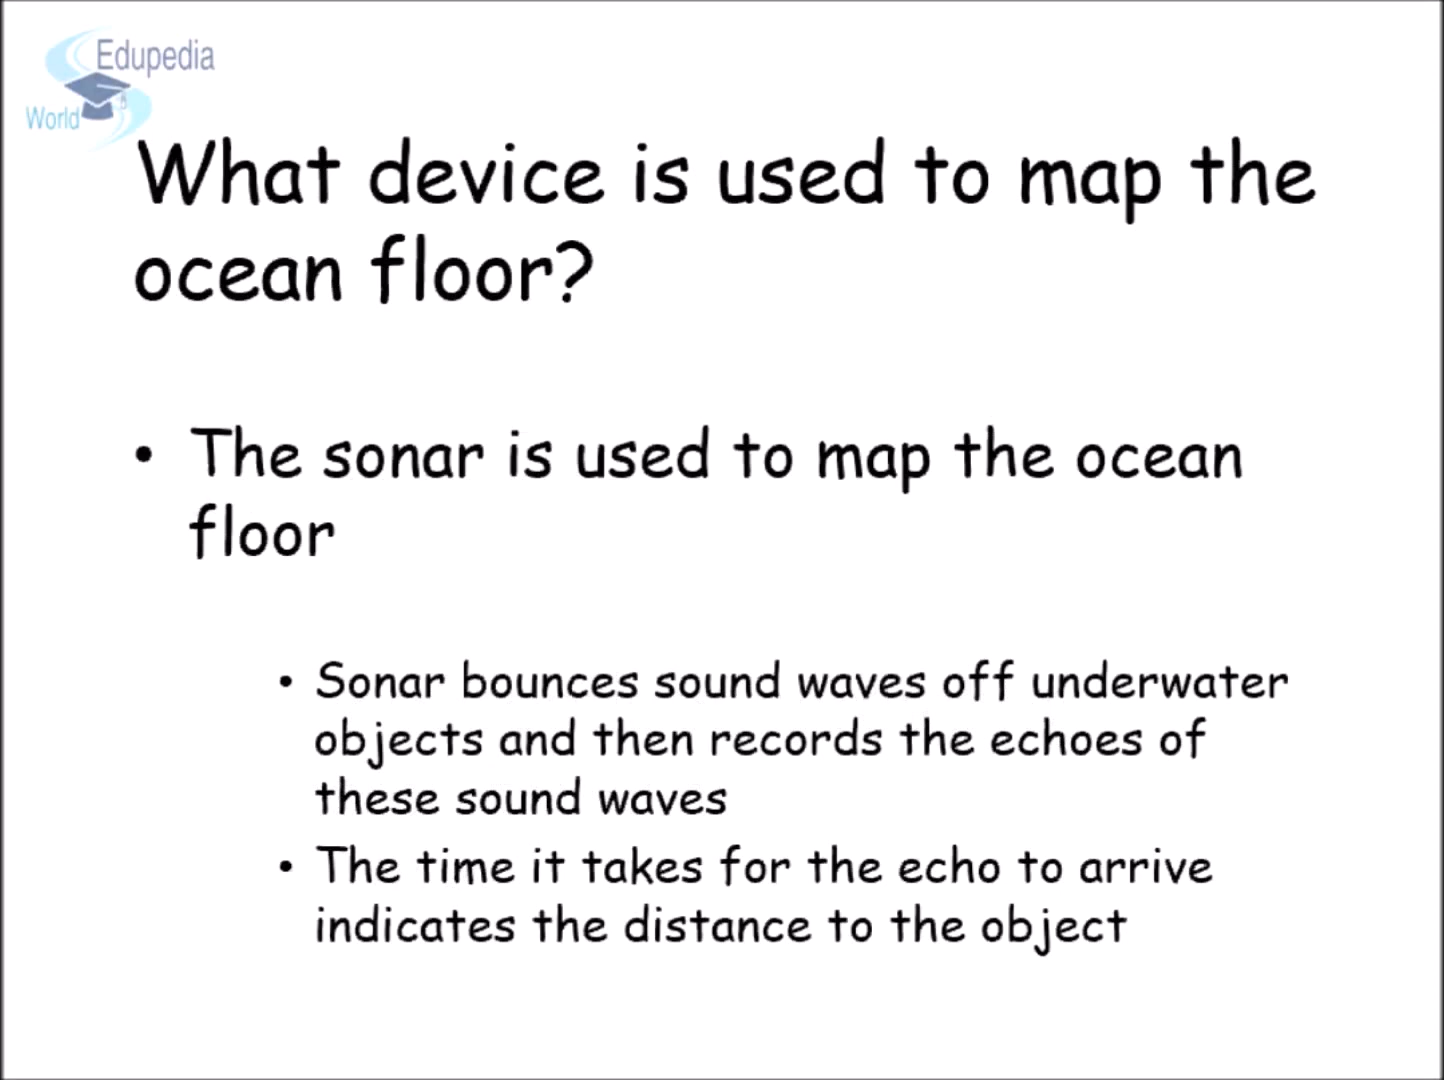 Edupedia
World
What device is used to map the
ocean floor?
• The sonar is used to map the ocean
floor
• Sonar bounces sound waves off underwater
objects and then records the echoes of
these sound waves
• The time it takes for the echo to arrive
indicates the distance to the object